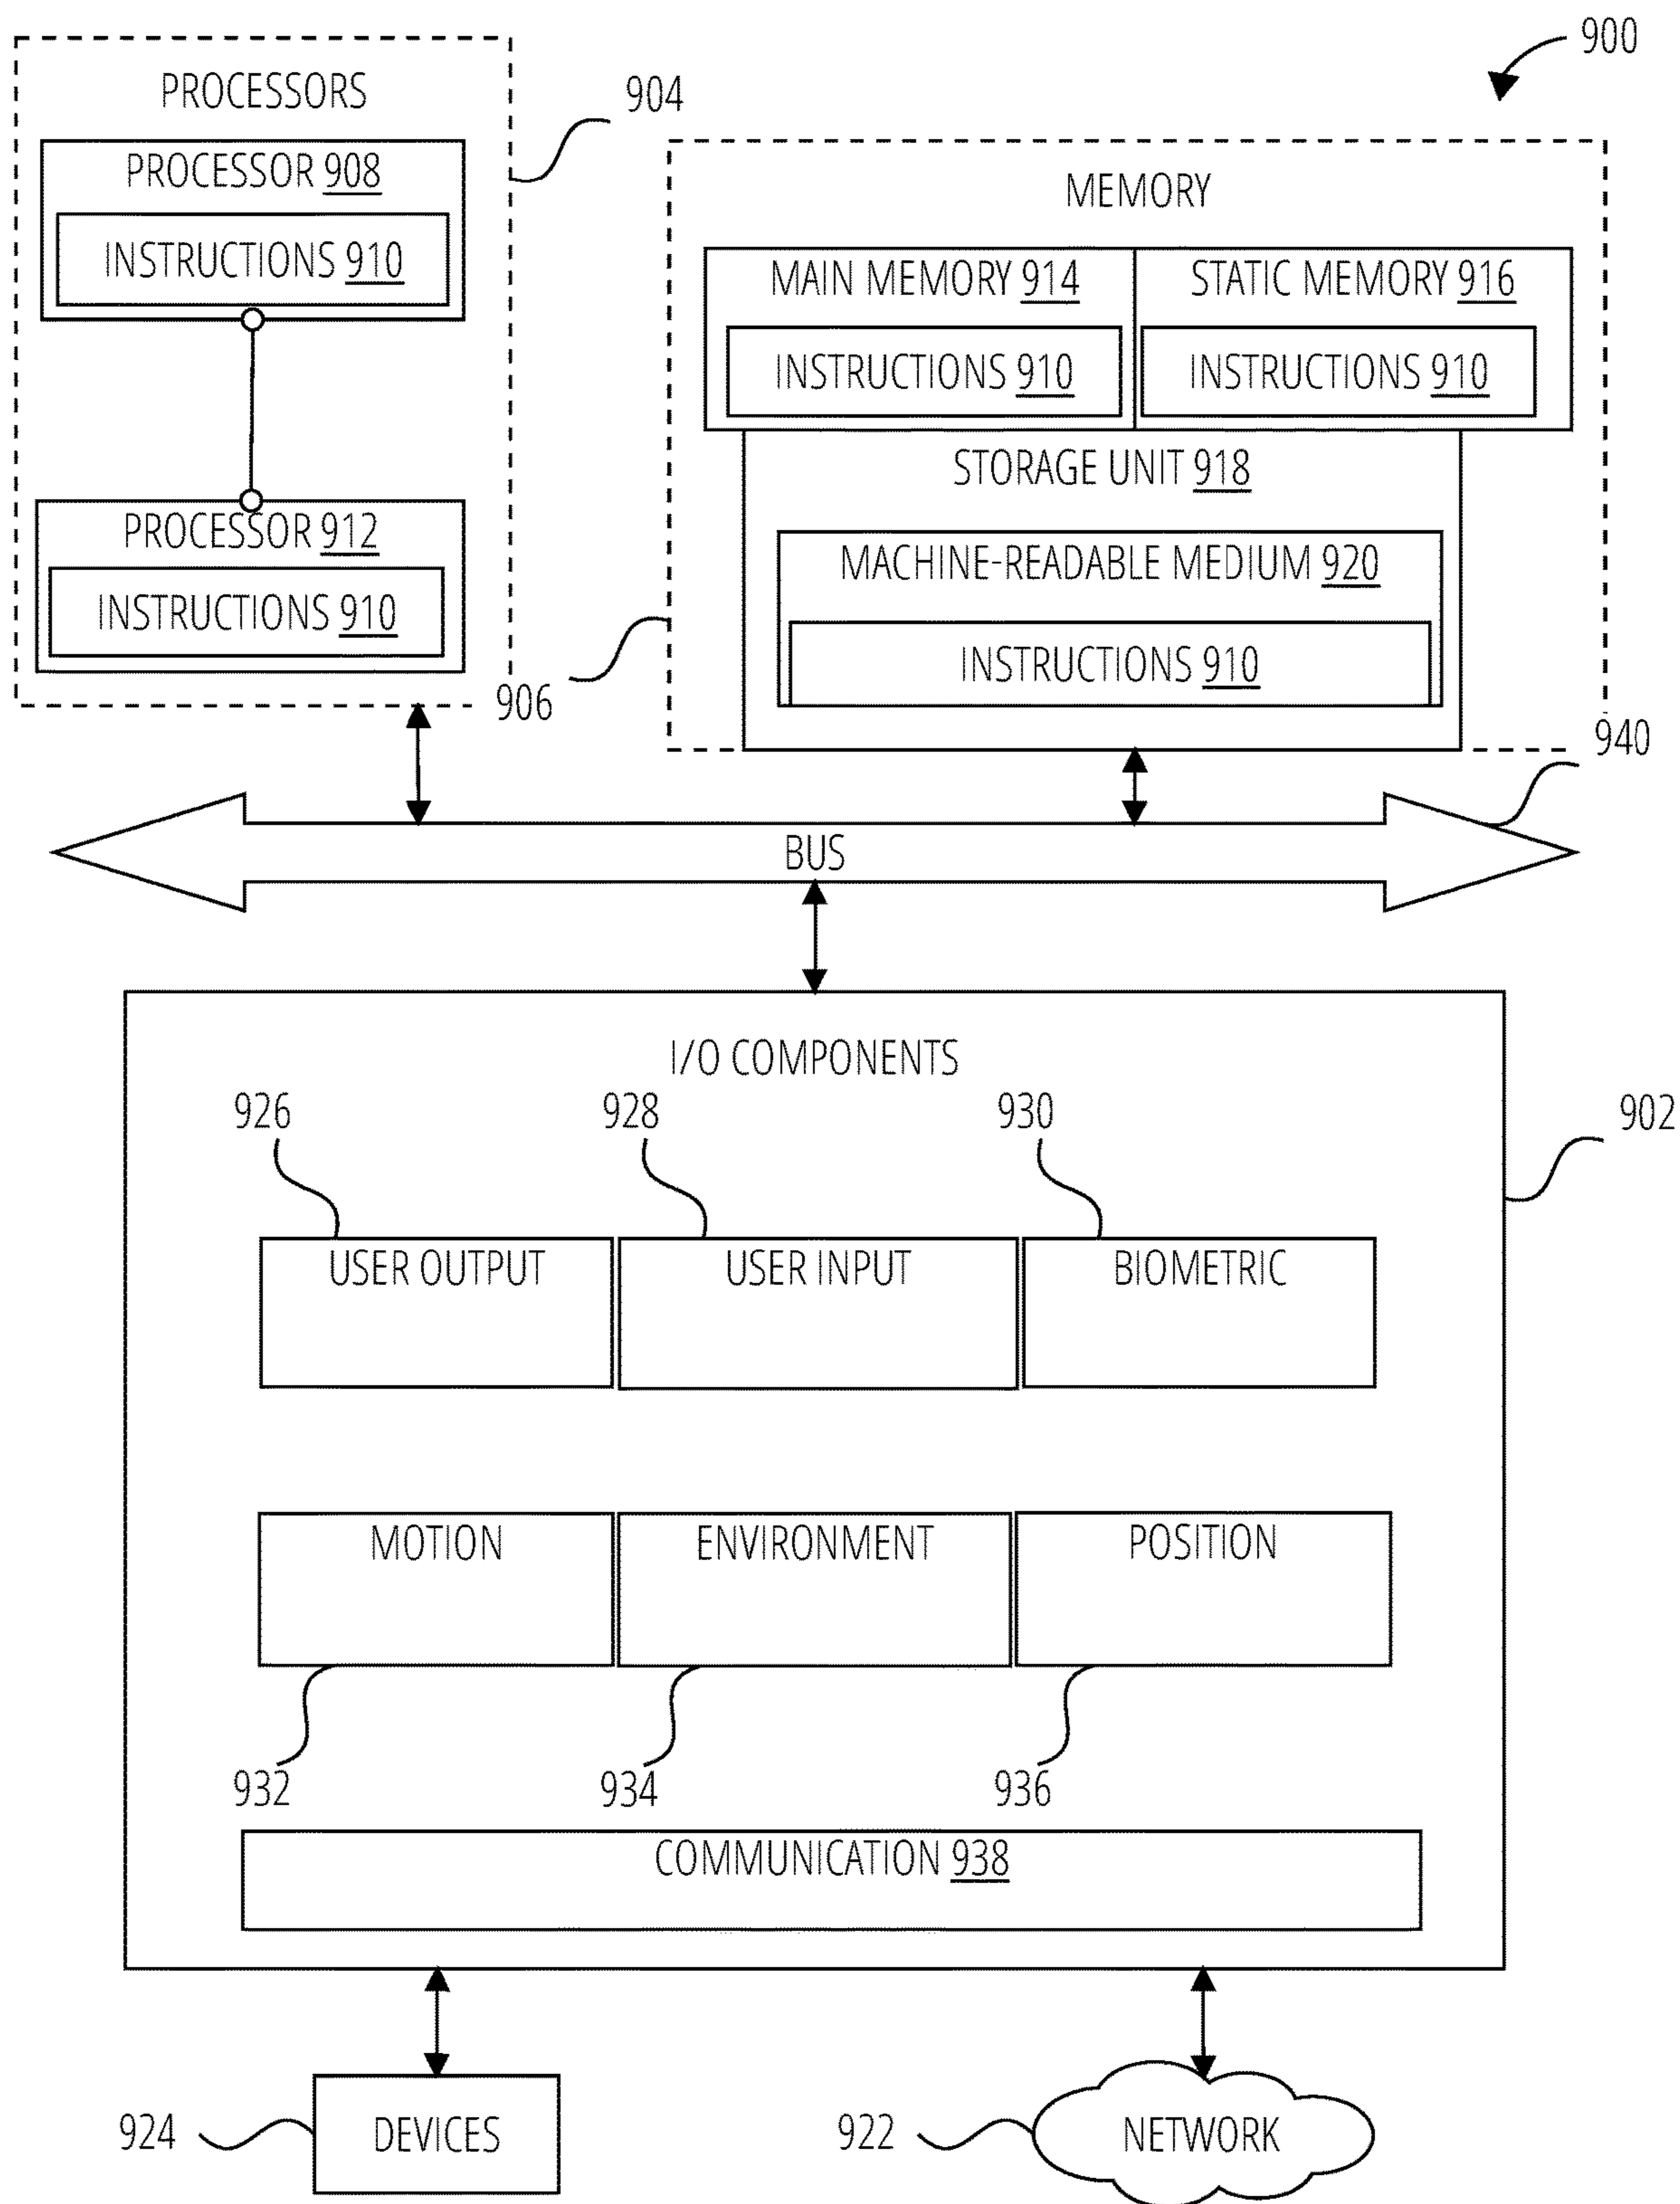 900
PROCESSORS
904
PROCESSOR 908
INSTRUCTIONS 910
PROCESSOR 912
INSTRUCTIONS 910
MEMORY
MAIN MEMORY 914
INSTRUCTIONS 910
STATIC MEMORY 916
INSTRUCTIONS 910
STORAGE UNIT 918
MACHINE-READABLE MEDIUM 920
INSTRUCTIONS 910
906
940
BUS
I/O COMPONENTS
902
926
928
930
USER OUTPUT
USER INPUT
BIOMETRIC
MOTION
ENVIRONMENT
POSITION
932
934
936
COMMUNICATION 938
924
DEVICES
922
NETWORK